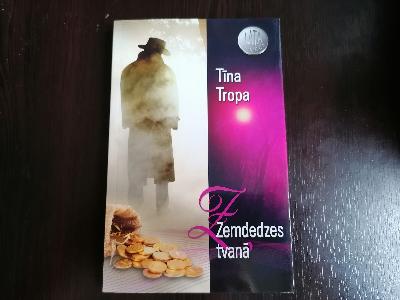 Tīna
Tropa
Zemdedzes
tvanā